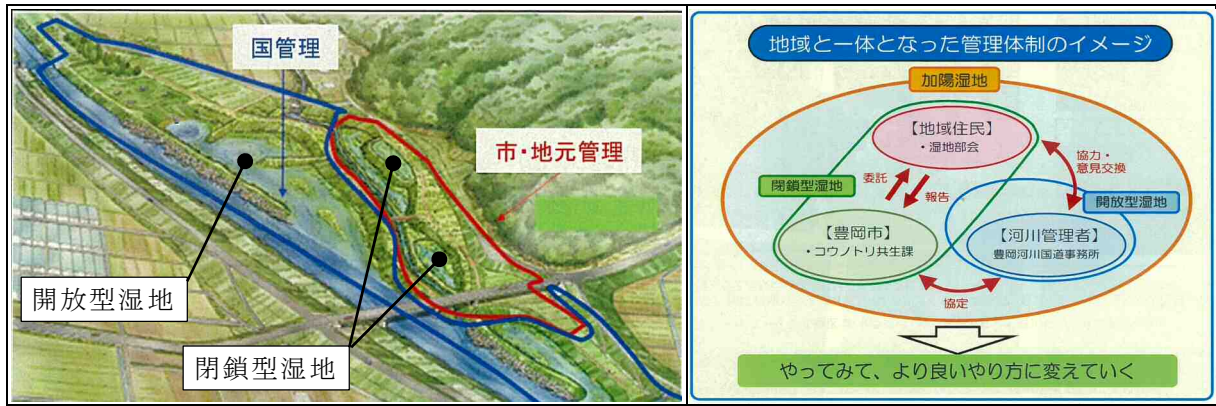 国管理
市・地元管理
開放型湿地
閉鎖型湿地
地域と一体となった管理体制のイメージ
加陽湿地
【地域住民】
・湿地部会
協力・
意見交換
委託
報告
閉鎖型湿地
開放型湿地
【豊岡市】
・コウノトリ共生課
【河川管理者】
豊岡河川国道事務所
協定
やってみて、より良いやり方に変えていく